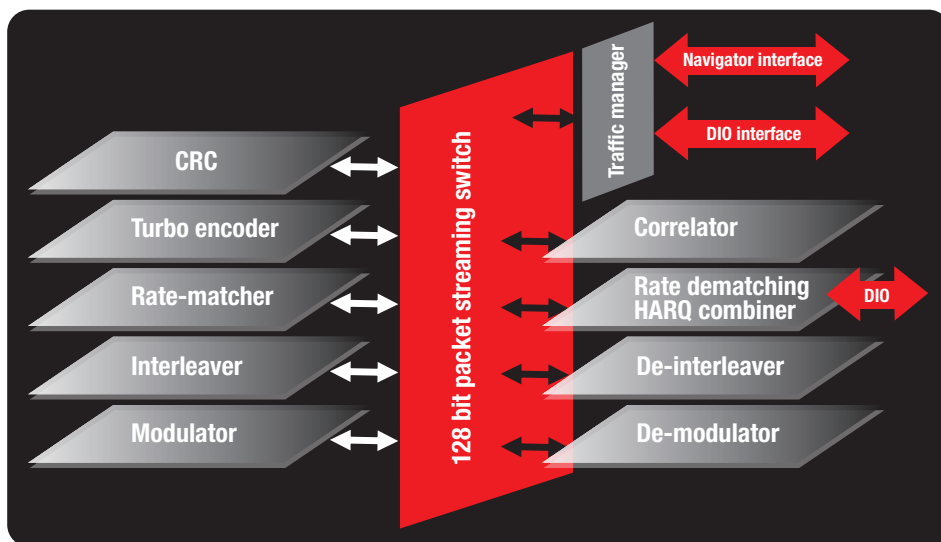 CRC
Turbo encoder
Rate-matcher
Interleaver
Modulator
128 bit packet streaming switch
Traffic manager
Navigator interface
DIO interface
Correlator
Rate dematching
HARQ combiner
DIO
De-interleaver
De-modulator